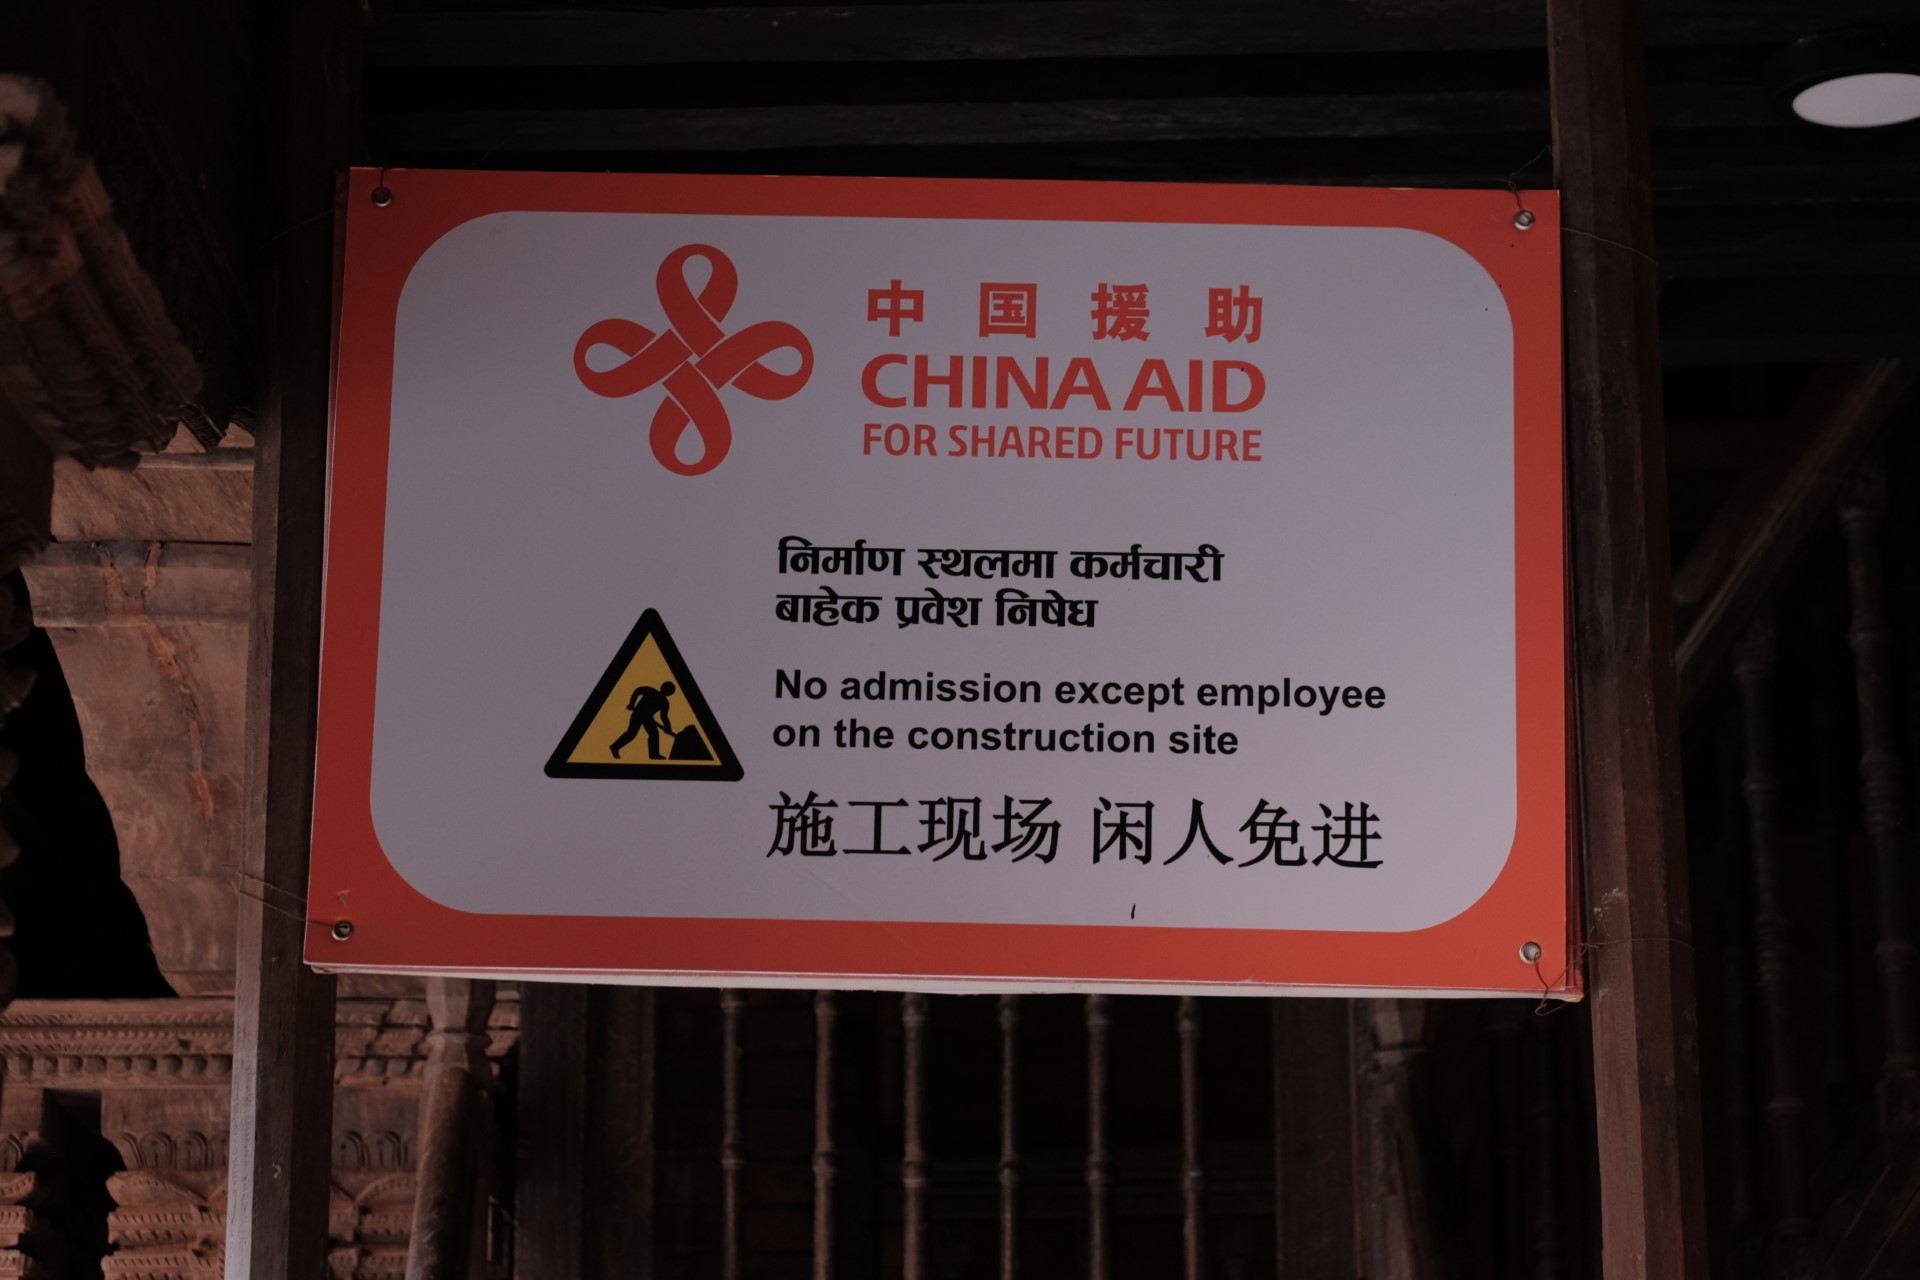 中国援助
CHINA AID
FOR SHARED FUTURE
निर्माण स्थलमा कर्मचारी
बाहेक प्रवेश निषेध
No admission except employee
on the construction site
施工现场 闲人免进